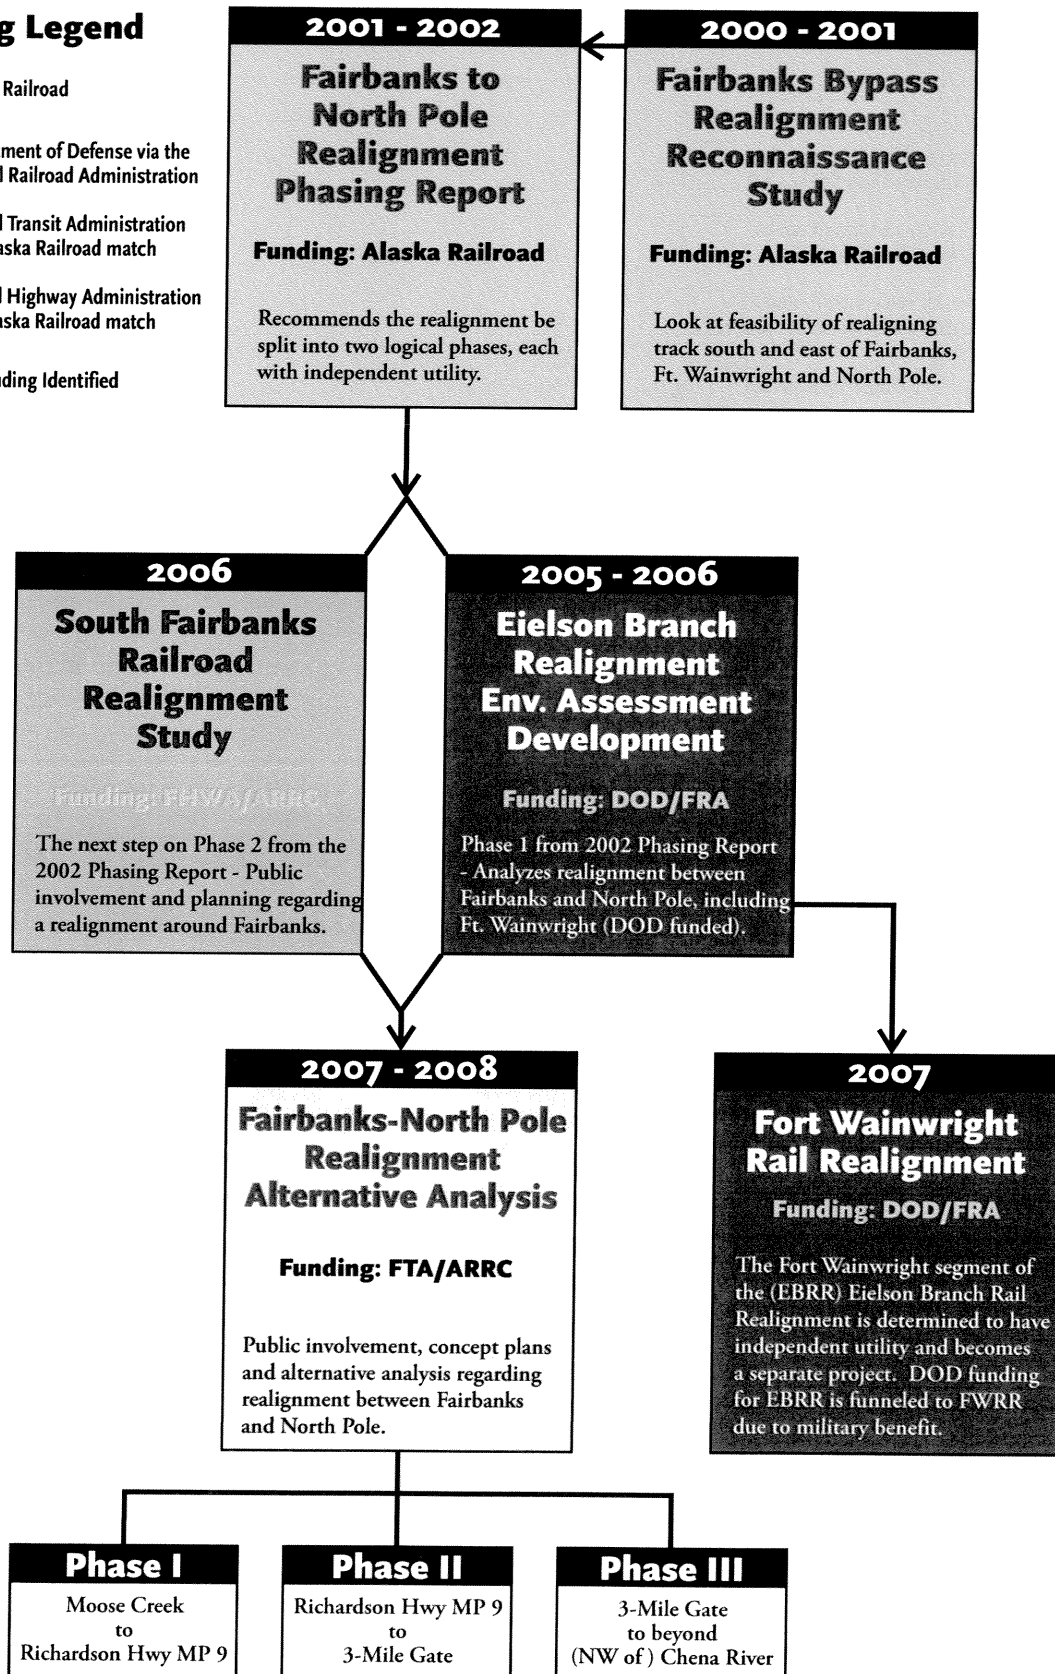 g Legend
Railroad
ment of Defense via the
l Railroad Administration
l Transit Administration
aska Railroad match
l Highway Administration
aska Railroad match
ding Identified
2001 - 2002
Fairbanks to
North Pole
Realignment
Phasing Report
Funding: Alaska Railroad
Recommends the realignment be
split into two logical phases, each
with independent utility.
2000 - 2001
Fairbanks Bypass
Realignment
Reconnaissance
Study
Funding: Alaska Railroad
Look at feasibility of realigning
track south and east of Fairbanks,
Ft. Wainwright and North Pole.
2006
South Fairbanks
Railroad
Realignment
Study
Funding: FHWA/ARRC
The next step on Phase 2 from the
2002 Phasing Report - Public
involvement and planning regarding
a realignment around Fairbanks.
2005 - 2006
Eielson Branch
Realignment
Env. Assessment
Development
Funding: DOD/FRA
Phase 1 from 2002 Phasing Report
- Analyzes realignment between
Fairbanks and North Pole, including
Ft. Wainwright (DOD funded).
2007 - 2008
Fairbanks-North Pole
Realignment
Alternative Analysis
Funding: FTA/ARRC
Public involvement, concept plans
and alternative analysis regarding
realignment between Fairbanks
and North Pole.
2007
Fort Wainwright
Rail Realignment
Funding: DOD/FRA
The Fort Wainwright segment of
the (EBRR) Eielson Branch Rail
Realignment is determined to have
independent utility and becomes
a separate project. DOD funding
for EBRR is funneled to FWRR
due to military benefit.
Phase I
Moose Creek
to
Richardson Hwy MP 9
Phase II
Richardson Hwy MP 9
to
3-Mile Gate
Phase III
3-Mile Gate
to beyond
(NW of ) Chena River